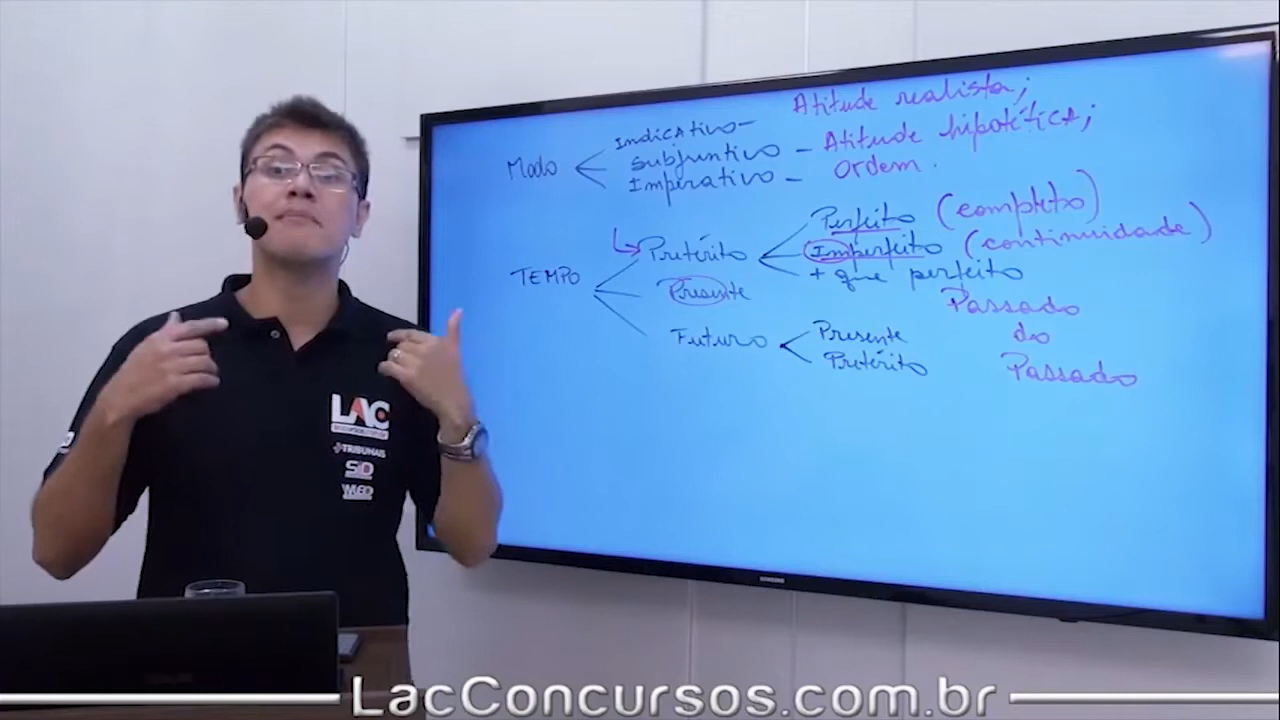 Atitude realista;
Indicativo -
Modo
Subjuntivo - Atitude hipotética;
Imperativo - Ordem.
Perfeito (completo)
Pretérito
Imperfeito (continuidade)
+ que perfeito
TEMPO
Presente
Passado
do
Passado
Futuro
Presente
Pretérito
LAC
+TRIBUNAIS
SAMSUNG
LacConcursos.com.br